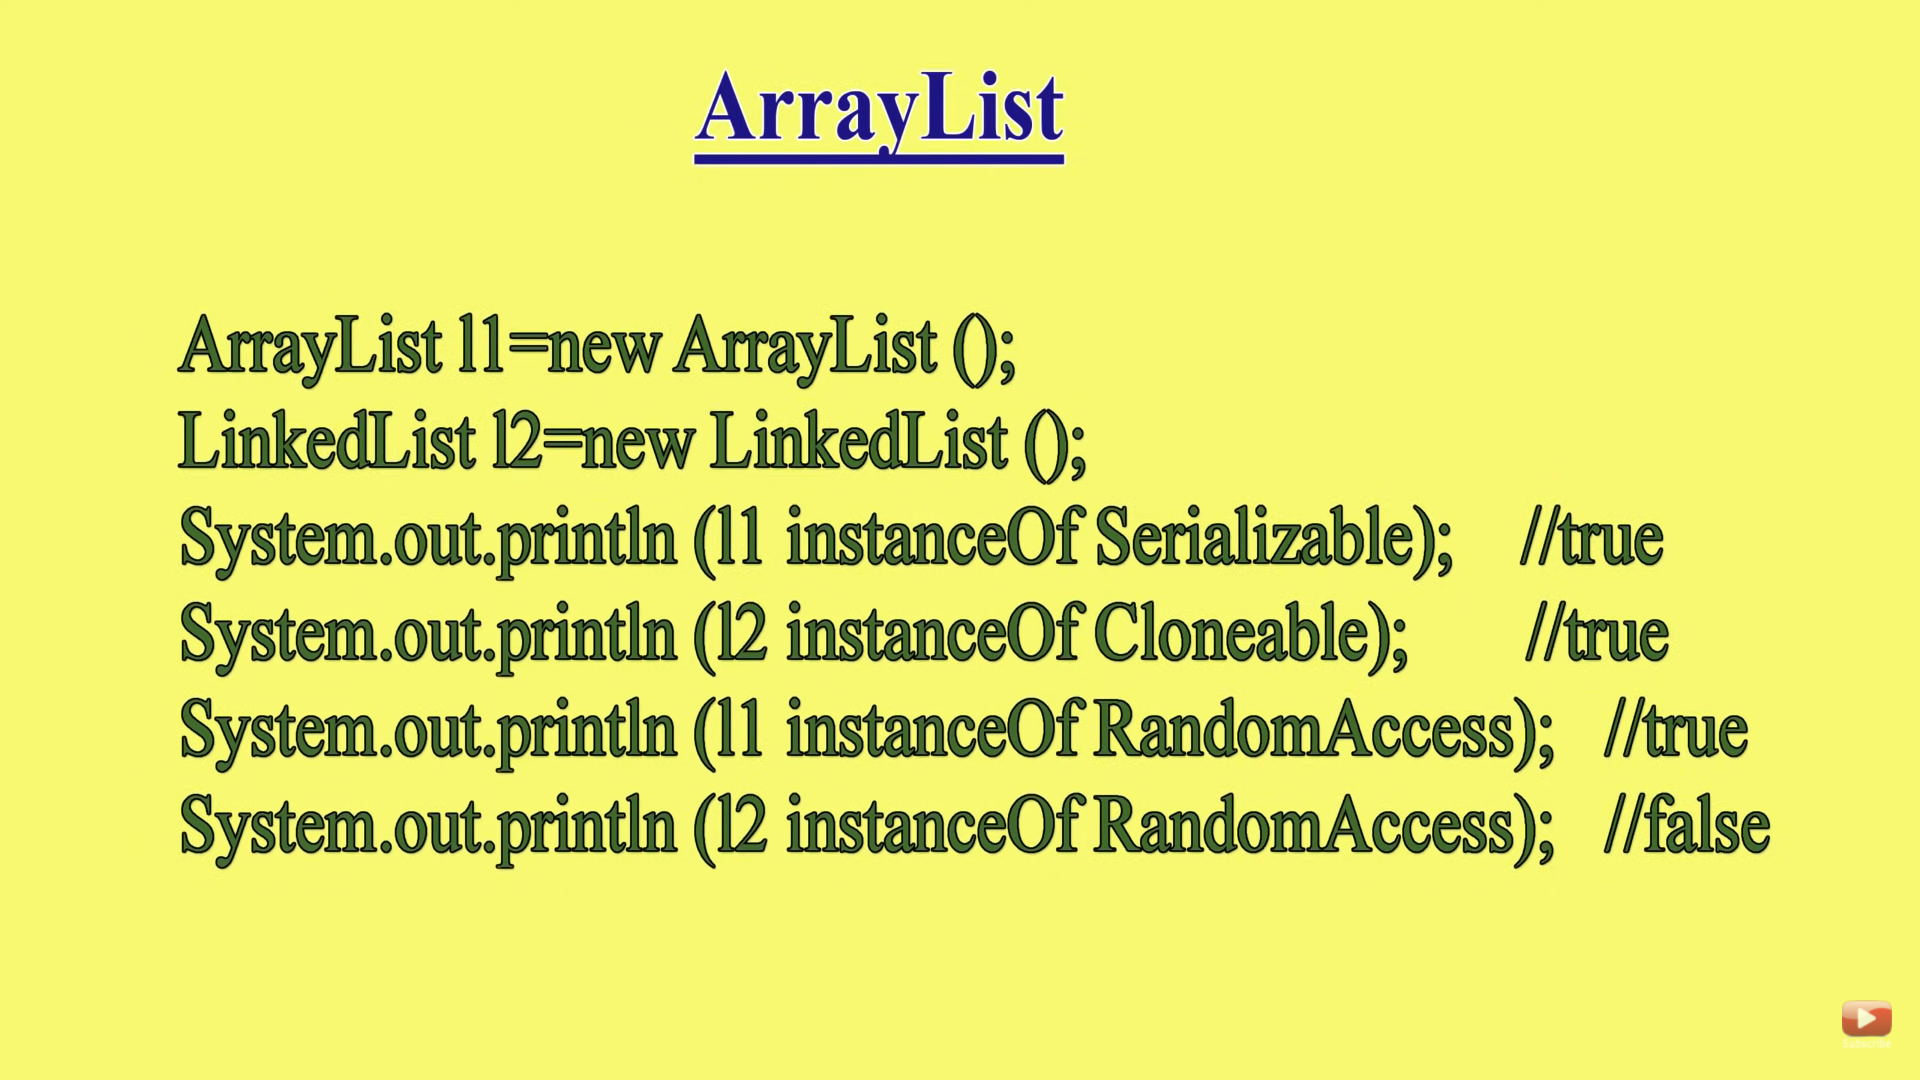 ArrayList
ArrayList l1=new ArrayList ();
LinkedList l2=new LinkedList ();
System.out.println (l1 instanceOf Serializable); //true
System.out.println (l2 instanceOf Cloneable); //true
System.out.println (l1 instanceOf RandomAccess); //true
System.out.println (l2 instanceOf RandomAccess); //false
Subscribe